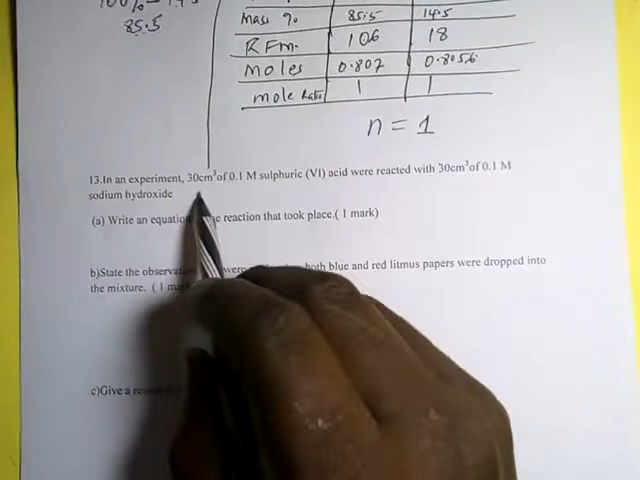 85.5
Mass % 85.5 14.5
RFm. 106 18
Moles 0.807 0.8056
mole Ratio 1 1
n = 1
13.In an experiment, 30cm³of 0.1 M sulphuric (VI) acid were reacted with 30cm³of 0.1 M
sodium hydroxide
(a) Write an equation reaction that took place.( 1 mark)
b)State the were both blue and red litmus papers were dropped into
the mixture. ( 1
c)Give a